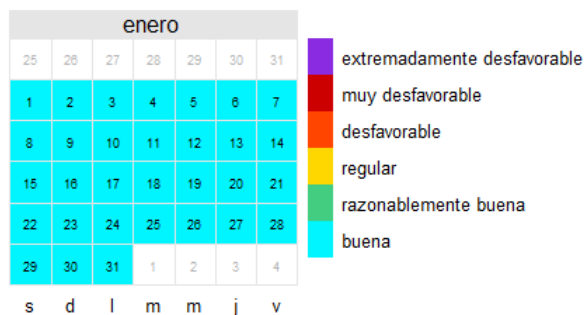 enero
25 26 27 28 29 30 31
1 2 3 4 5 6 7
8 9 10 11 12 13 14
15 16 17 18 19 20 21
22 23 24 25 26 27 28
29 30 31 1 2 3 4
s d l m m j v
extremadamente desfavorable
muy desfavorable
desfavorable
regular
razonablemente buena
buena